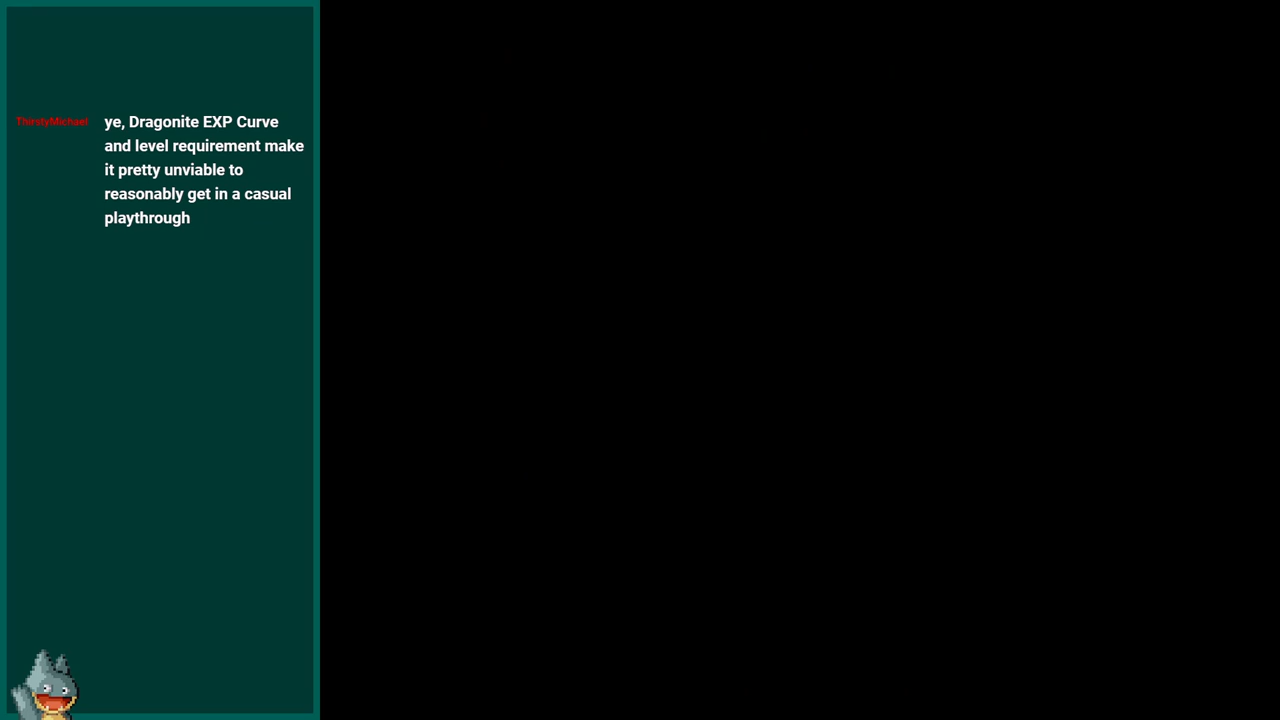 ThirstyMichael ye, Dragonite EXP Curve
and level requirement make
it pretty unviable to
reasonably get in a casual
playthrough